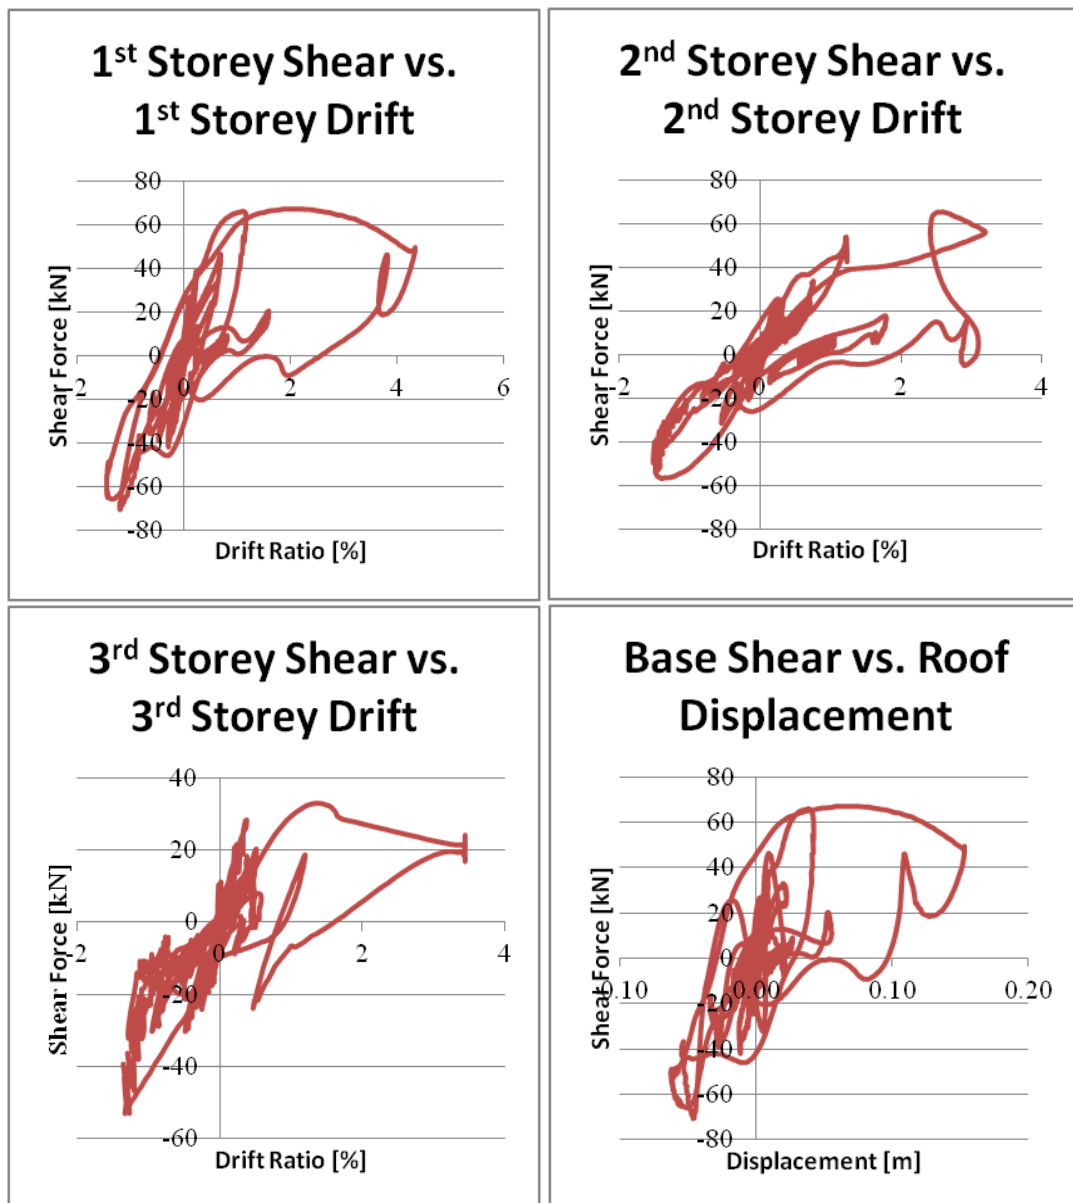 1st Storey Shear vs.
1st Storey Drift
80
60
40
20
0
-20
-40
-60
-80
-2 0 2 4 6
Shear Force [kN]
Drift Ratio [%]
2nd Storey Shear vs.
2nd Storey Drift
80
60
40
20
0
-20
-40
-60
-80
-2 0 2 4
Shear Force [kN]
Drift Ratio [%]
3rd Storey Shear vs.
3rd Storey Drift
40
20
0
-20
-40
-60
-2 0 2 4
Shear Force [kN]
Drift Ratio [%]
Base Shear vs. Roof
Displacement
80
60
40
20
0
-20
-40
-60
-80
0.10 0.00 0.10 0.20
Shear Force [kN]
Displacement [m]